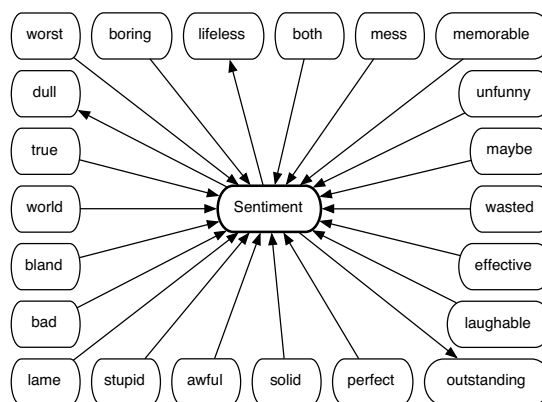 worst boring lifeless both mess memorable
dull unfunny
true maybe
world Sentiment wasted
bland effective
bad laughable
lame stupid awful solid perfect outstanding